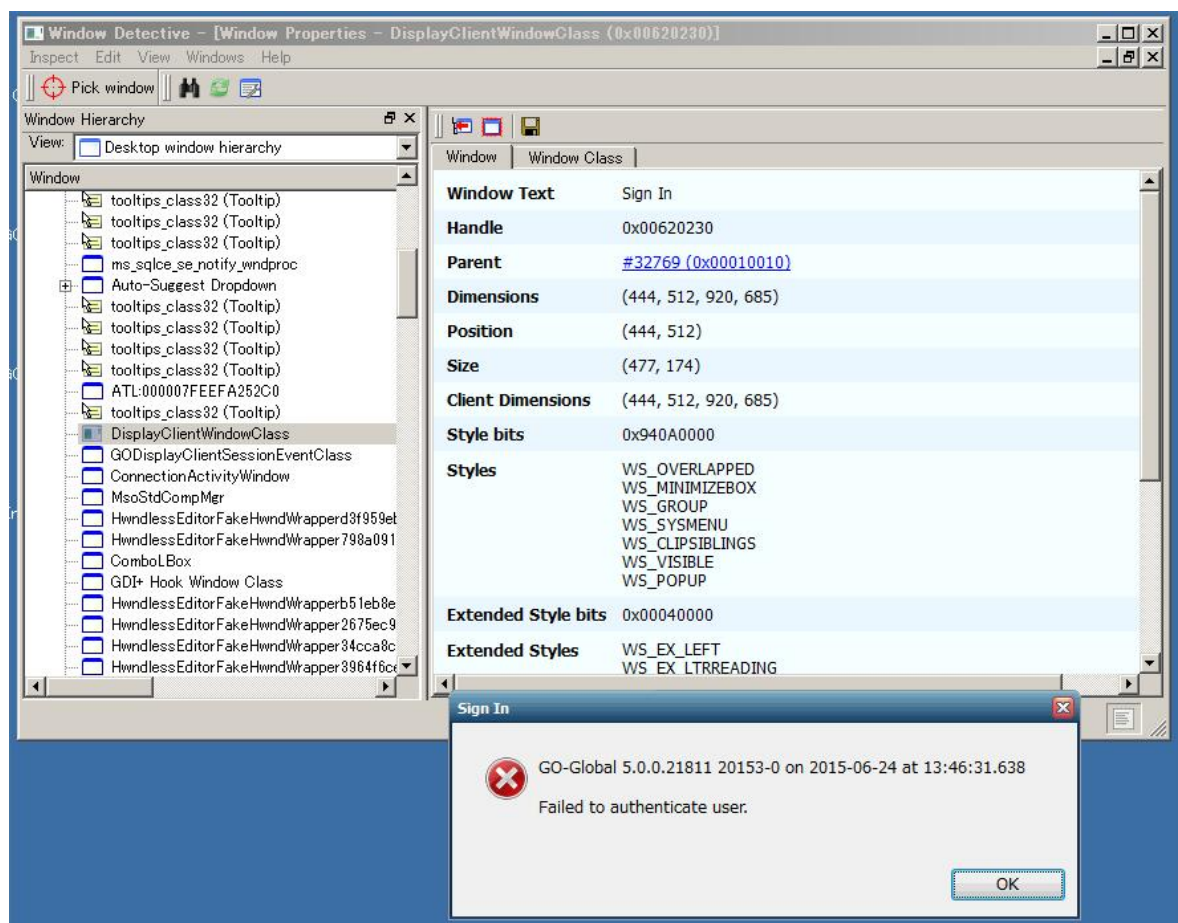 Window Detective - [Window Properties - DisplayClientWindowClass (0x00620230)]
Inspect Edit View Windows Help
Pick window
Window Hierarchy
View: Desktop window hierarchy
Window
tooltips_class32 (Tooltip)
tooltips_class32 (Tooltip)
tooltips_class32 (Tooltip)
ms_sqlce_se_notify_wndproc
Auto-Suggest Dropdown
tooltips_class32 (Tooltip)
tooltips_class32 (Tooltip)
tooltips_class32 (Tooltip)
tooltips_class32 (Tooltip)
ATL:000007FEEFA252C0
tooltips_class32 (Tooltip)
DisplayClientWindowClass
GODisplayClientSessionEventClass
ConnectionActivityWindow
MsoStdCompMgr
HwndlessEditorFakeHwndWrapperd3f959eb
HwndlessEditorFakeHwndWrapper798a091
ComboLBox
GDI+ Hook Window Class
HwndlessEditorFakeHwndWrapperb51eb8e
HwndlessEditorFakeHwndWrapper2675ec9
HwndlessEditorFakeHwndWrapper34cca8c
HwndlessEditorFakeHwndWrapper3964f6c
Window Window Class
Window Text Sign In
Handle 0x00620230
Parent #32769 (0x00010010)
Dimensions (444, 512, 920, 685)
Position (444, 512)
Size (477, 174)
Client Dimensions (444, 512, 920, 685)
Style bits 0x940A0000
Styles WS_OVERLAPPED
WS_MINIMIZEBOX
WS_GROUP
WS_SYSMENU
WS_CLIPSIBLINGS
WS_VISIBLE
WS_POPUP
Extended Style bits 0x00040000
Extended Styles WS_EX_LEFT
WS_EX_LTRREADING
Sign In
GO-Global 5.0.0.21811 20153-0 on 2015-06-24 at 13:46:31.638
Failed to authenticate user.
OK